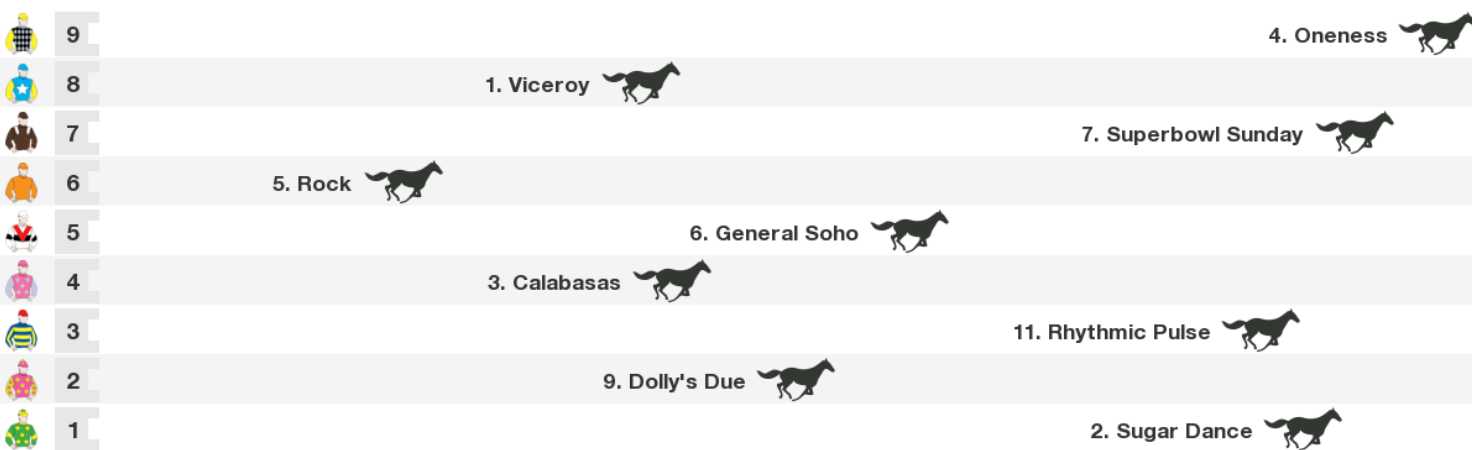 9 4. Oneness
8 1. Viceroy
7 7. Superbowl Sunday
6 5. Rock
5 6. General Soho
4 3. Calabasas
3 11. Rhythmic Pulse
2 9. Dolly's Due
1 2. Sugar Dance